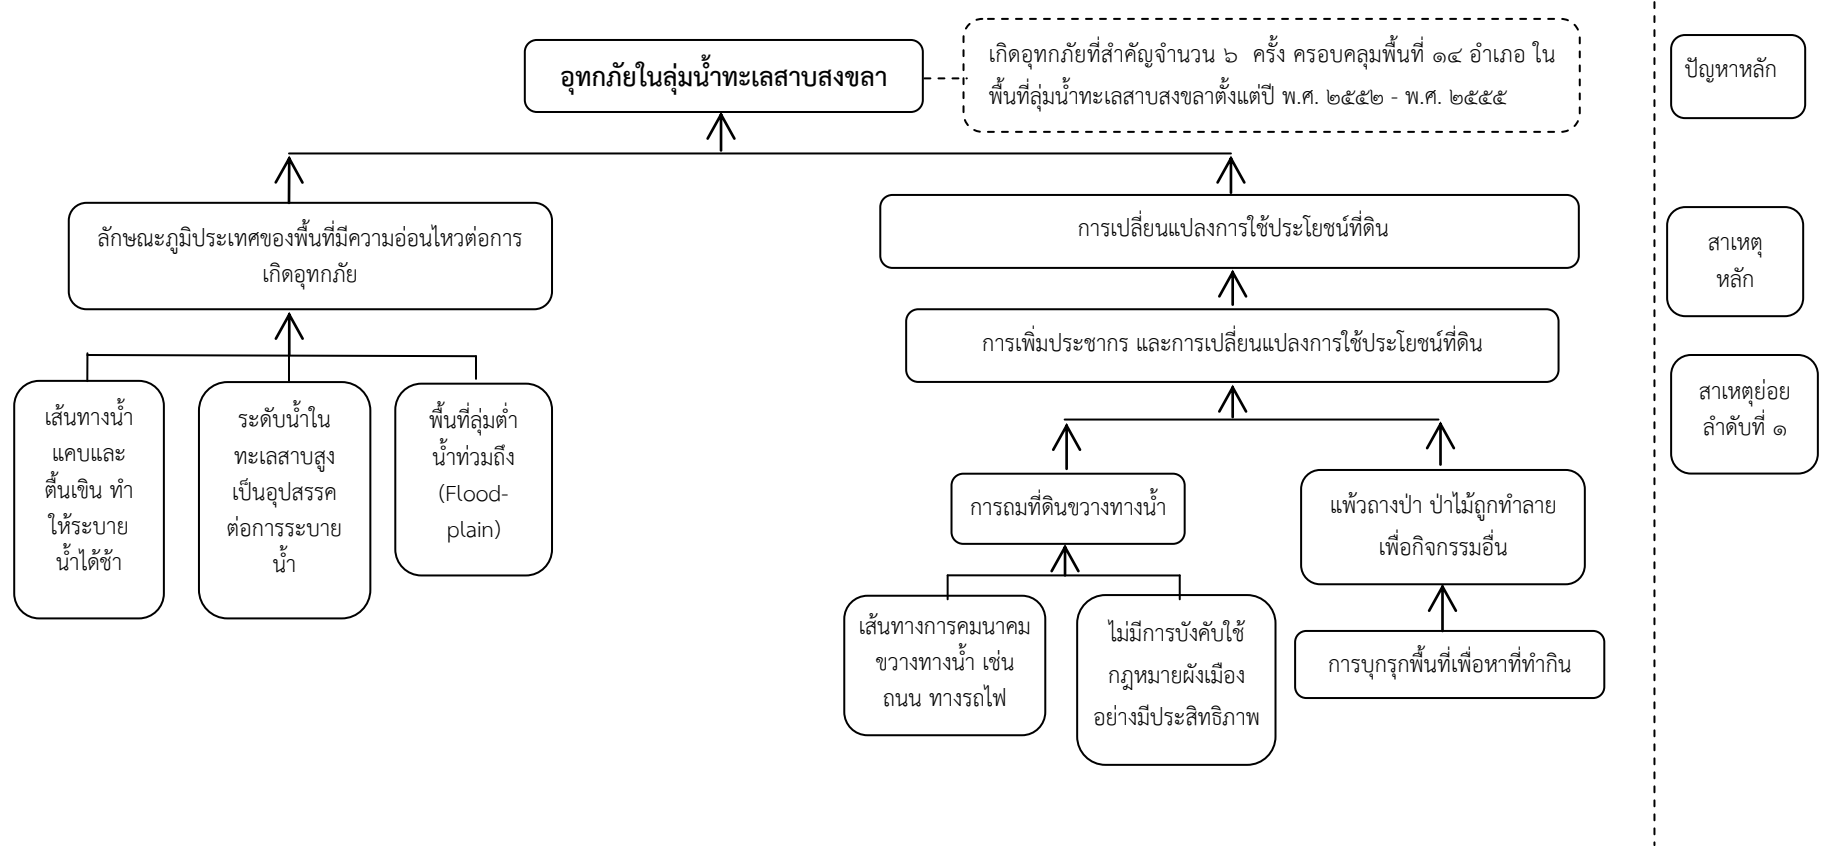 อุทกภัยในลุ่มน้ำทะเลสาบสงขลา
เกิดอุทกภัยที่สำคัญจำนวน ๖ ครั้ง ครอบคลุมพื้นที่ ๑๔ อำเภอ ใน
พื้นที่ลุ่มน้ำทะเลสาบสงขลาตั้งแต่ปี พ.ศ. ๒๕๕๒ - พ.ศ. ๒๕๕๕
ปัญหาหลัก
ลักษณะภูมิประเทศของพื้นที่มีความอ่อนไหวต่อการ
เกิดอุทกภัย
การเปลี่ยนแปลงการใช้ประโยชน์ที่ดิน
สาเหตุ
หลัก
การเพิ่มประชากร และการเปลี่ยนแปลงการใช้ประโยชน์ที่ดิน
สาเหตุย่อย
ลำดับที่ ๑
เส้นทางน้ำ
แคบและ
ตื้นเขิน ทำ
ให้ระบาย
น้ำได้ช้า
ระดับน้ำใน
ทะเลสาบสูง
เป็นอุปสรรค
ต่อการระบาย
น้ำ
พื้นที่ลุ่มต่ำ
น้ำท่วมถึง
(Flood-
plain)
การถมที่ดินขวางทางน้ำ
แพ้วถางป่า ป่าไม้ถูกทำลาย
เพื่อกิจกรรมอื่น
เส้นทางการคมนาคม
ขวางทางน้ำ เช่น
ถนน ทางรถไฟ
ไม่มีการบังคับใช้
กฎหมายผังเมือง
อย่างมีประสิทธิภาพ
การบุกรุกพื้นที่เพื่อหาที่ทำกิน